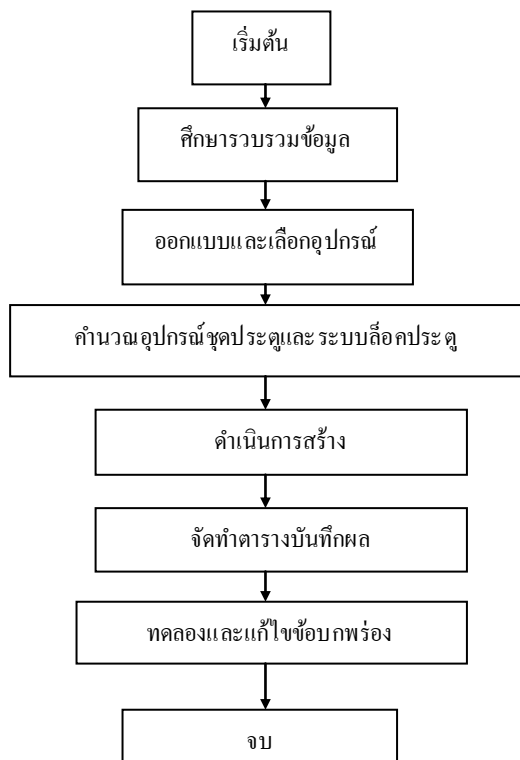 เริ่มต้น
ศึกษารวบรวมข้อมูล
ออกแบบและเลือกอุปกรณ์
คำนวณอุปกรณ์ชุดประตูและระบบล็อคประตู
ดำเนินการสร้าง
จัดทำตารางบันทึกผล
ทดลองและแก้ไขข้อบกพร่อง
จบ